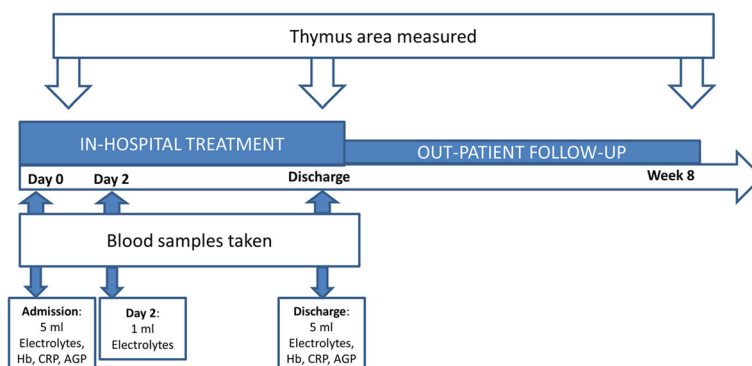 Thymus area measured
IN-HOSPITAL TREATMENT
OUT-PATIENT FOLLOW-UP
Day 0 Day 2 Discharge Week 8
Blood samples taken
Admission:
5 ml
Electrolytes,
Hb, CRP, AGP
Day 2:
1 ml
Electrolytes
Discharge:
5 ml
Electrolytes,
Hb, CRP, AGP